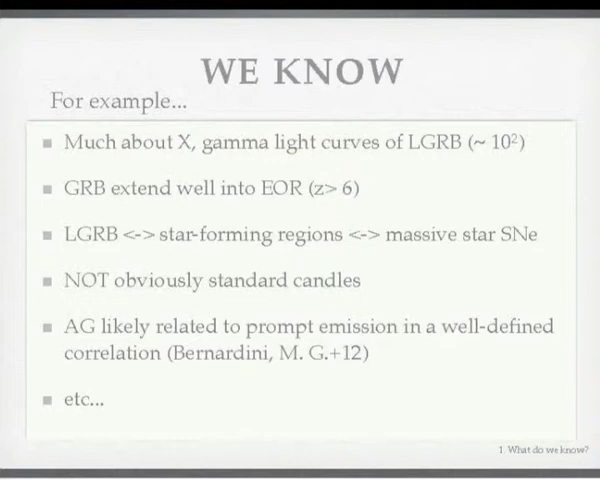 WE KNOW
For example...
▪ Much about X, gamma light curves of LGRB (~ 10²)
▪ GRB extend well into EOR (z> 6)
▪ LGRB <-> star-forming regions <-> massive star SNe
▪ NOT obviously standard candles
▪ AG likely related to prompt emission in a well-defined
correlation (Bernardini, M. G.+12)
▪ etc...
1. What do we know?